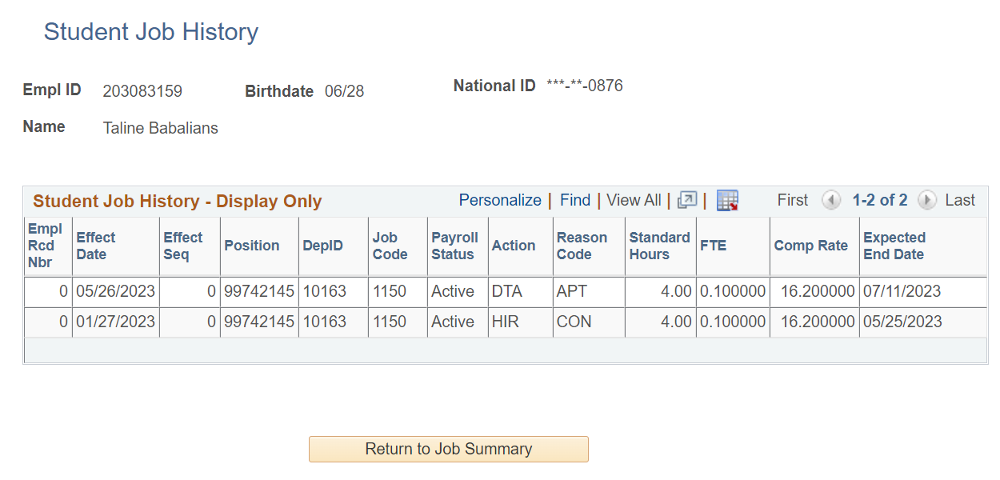 Student Job History
Empl ID 203083159 Birthdate 06/28 National ID ***-**-0876
Name Taline Babalians
Student Job History - Display Only Personalize | Find | View All | | First 1-2 of 2 Last
Empl Rcd Nbr Effect Date Effect Seq Position DepID Job Code Payroll Status Action Reason Code Standard Hours FTE Comp Rate Expected End Date
0 05/26/2023 0 99742145 10163 1150 Active DTA APT 4.00 0.100000 16.200000 07/11/2023
0 01/27/2023 0 99742145 10163 1150 Active HIR CON 4.00 0.100000 16.200000 05/25/2023
Return to Job Summary